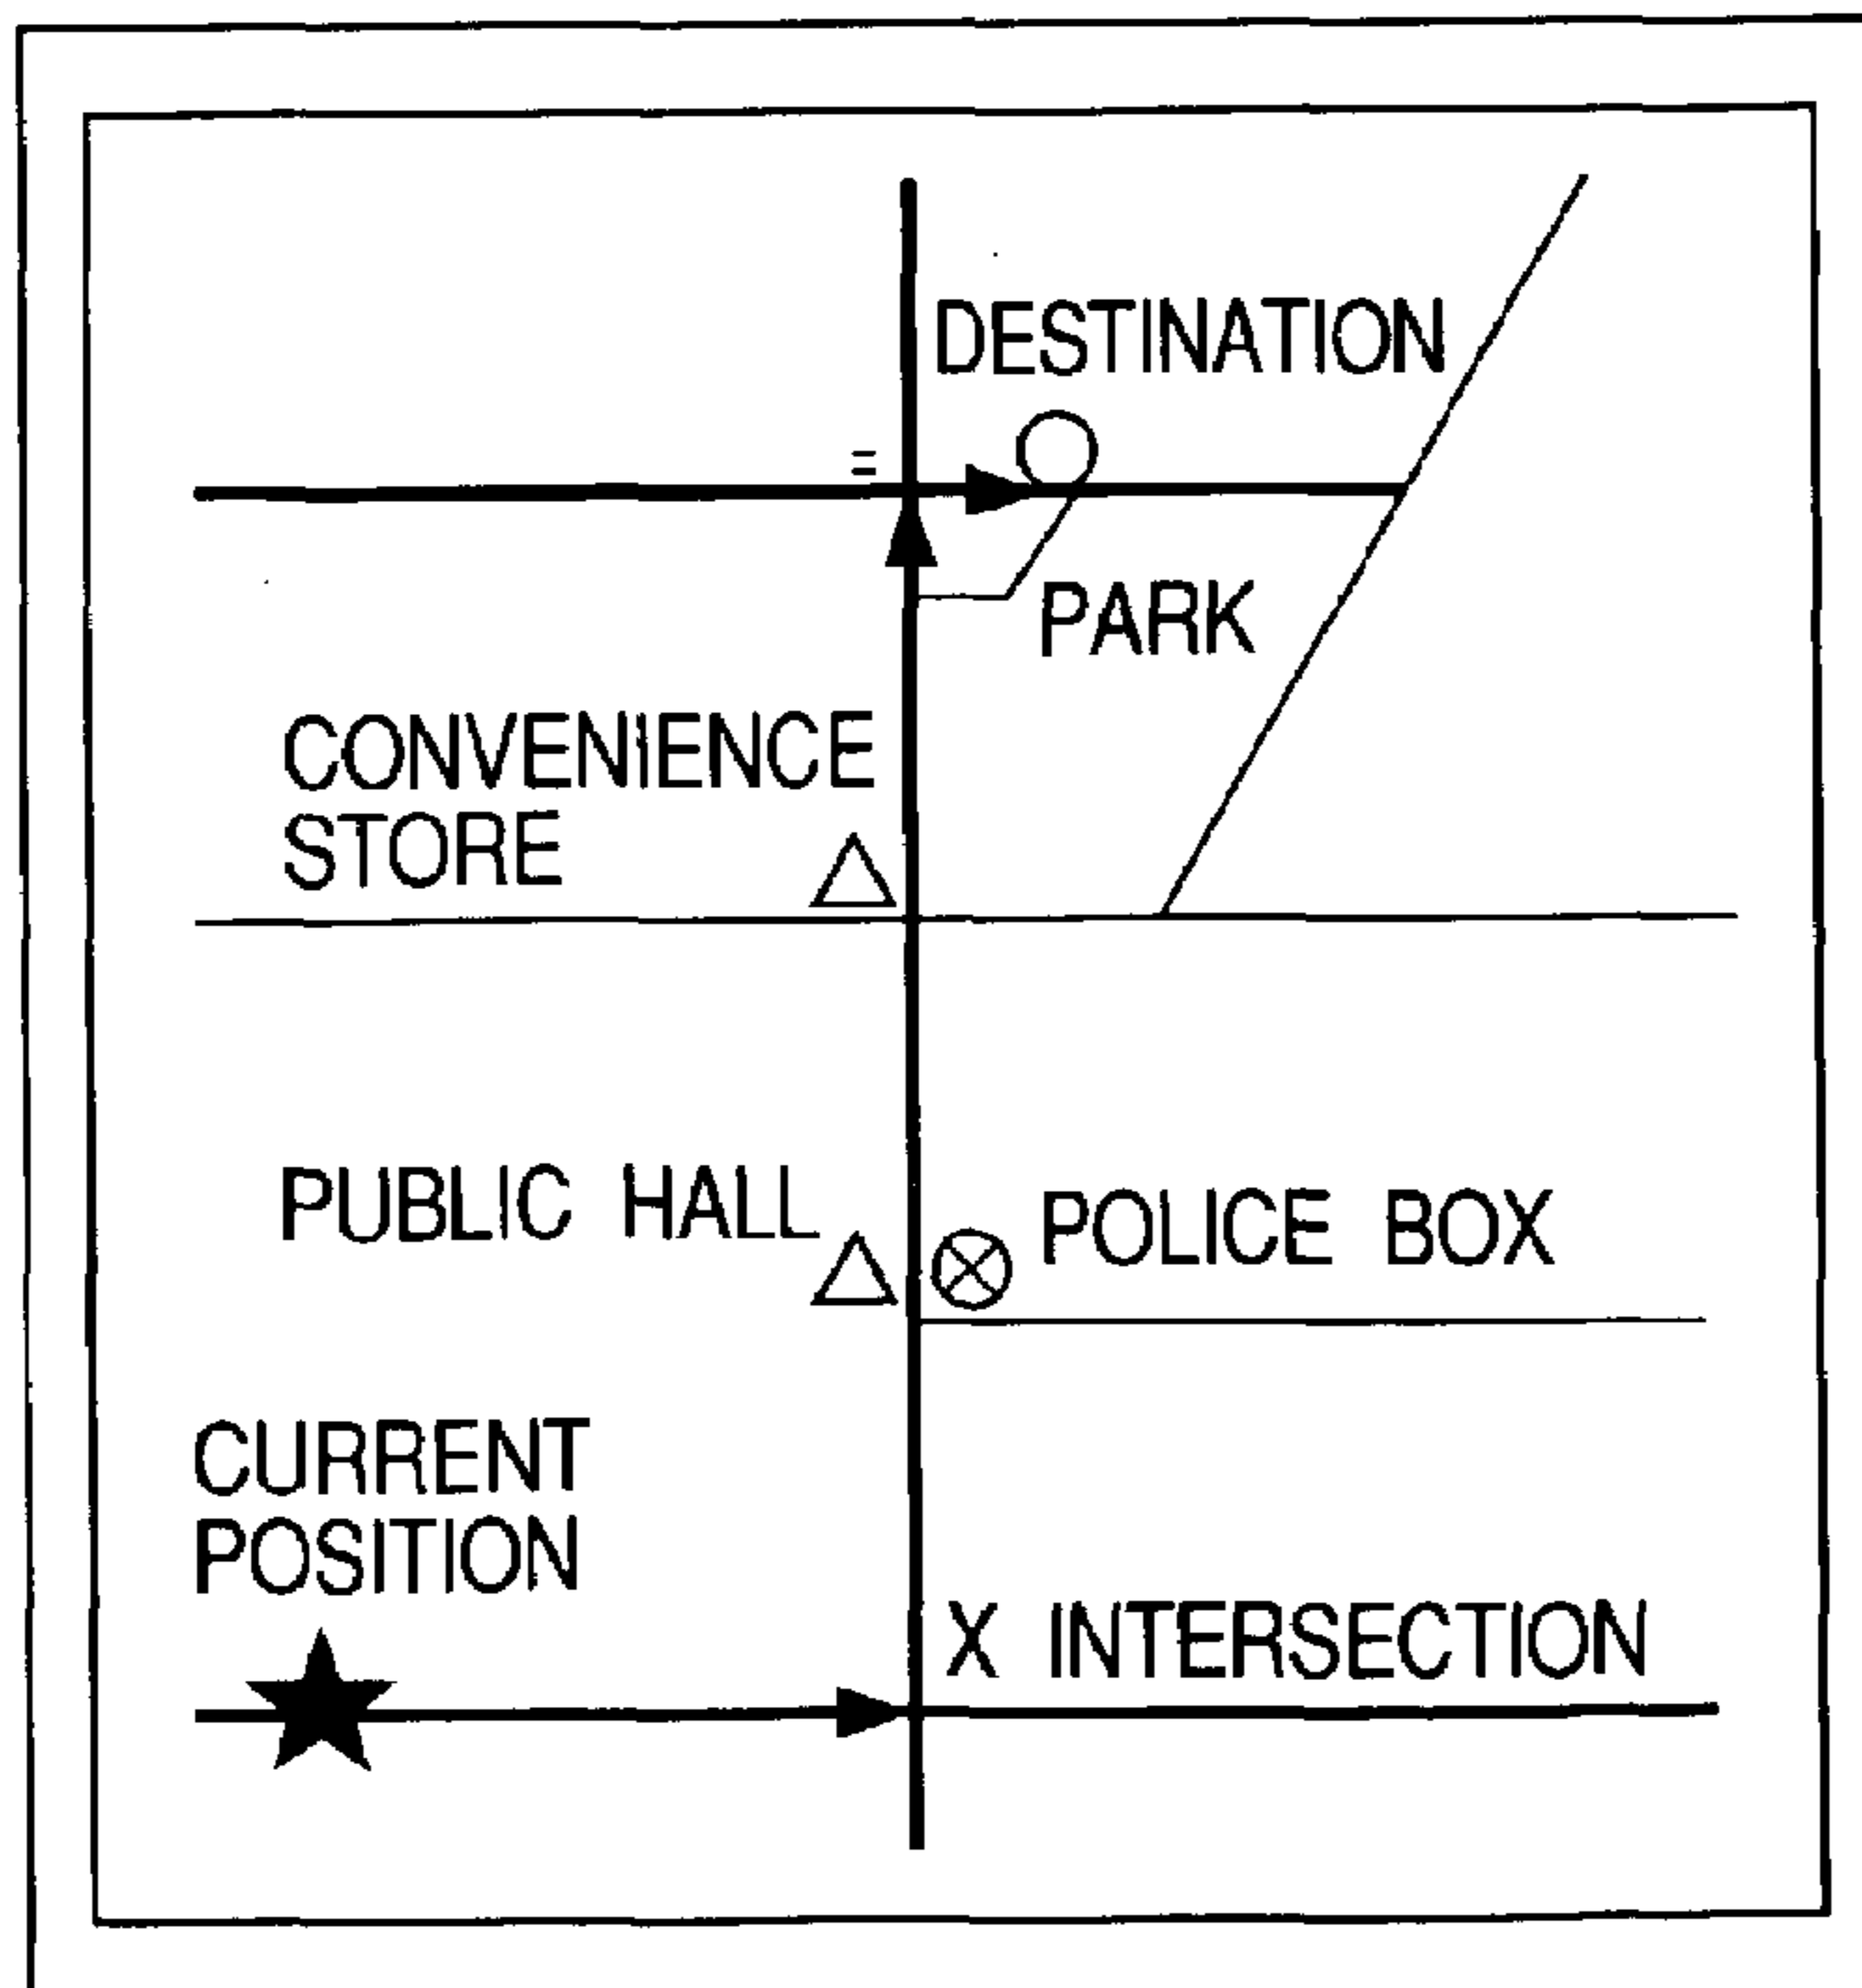 DESTINATION
PARK
CONVENIENCE
STORE
PUBLIC HALL
POLICE BOX
CURRENT
POSITION
X INTERSECTION